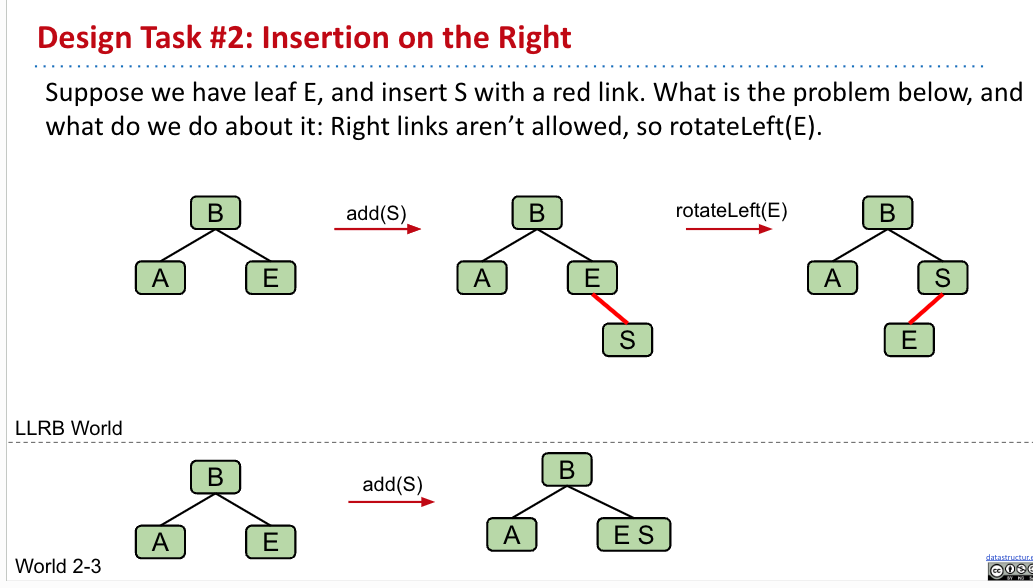 Design Task #2: Insertion on the Right
Suppose we have leaf E, and insert S with a red link. What is the problem below, and
what do we do about it: Right links aren't allowed, so rotateLeft(E).
B
A
E
add(S)
B
A
E
S
rotateLeft(E)
B
A
S
E
LLRB World
B
A
E
add(S)
B
A
E S
World 2-3
datastructur.e
cc
BY